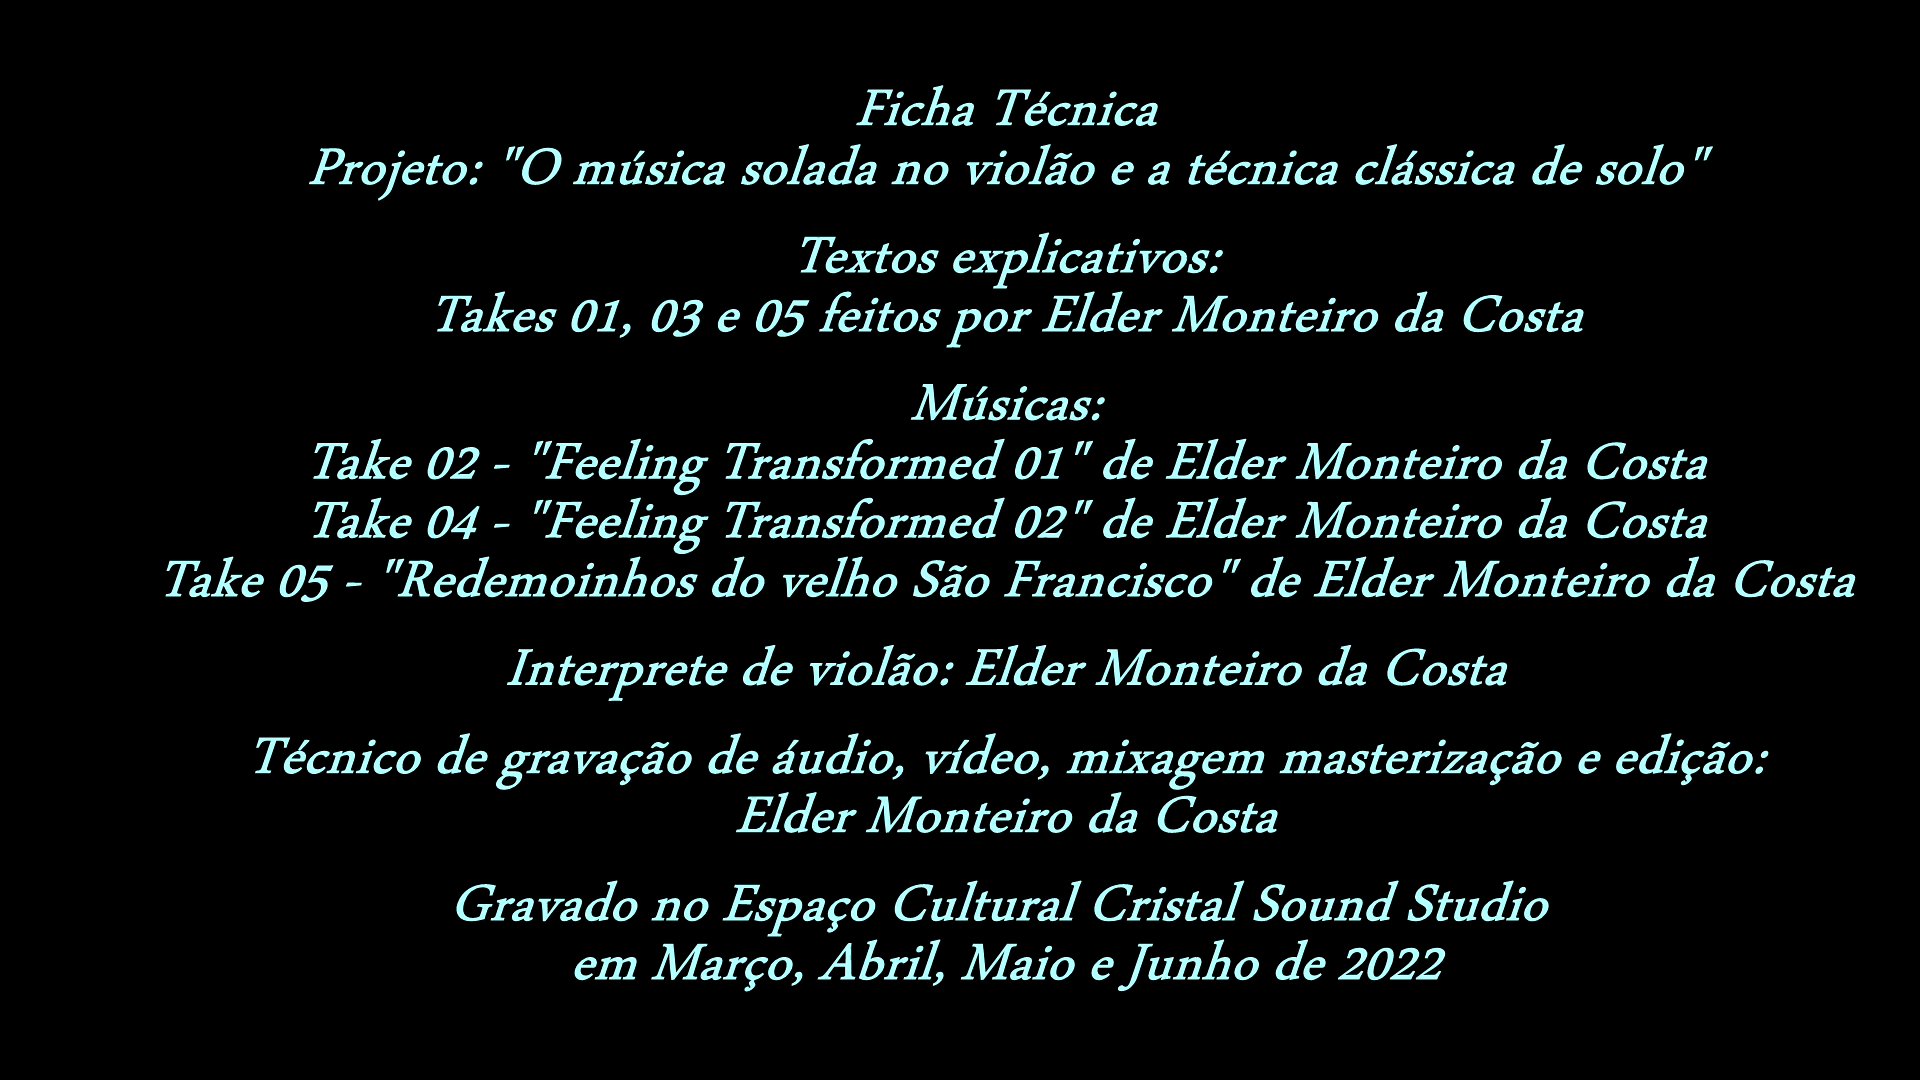 Ficha Técnica
Projeto: "O música solada no violão e a técnica clássica de solo"
Textos explicativos:
Takes 01, 03 e 05 feitos por Elder Monteiro da Costa
Músicas:
Take 02 - "Feeling Transformed 01" de Elder Monteiro da Costa
Take 04 - "Feeling Transformed 02" de Elder Monteiro da Costa
Take 05 - "Redemoinhos do velho São Francisco" de Elder Monteiro da Costa
Interprete de violão: Elder Monteiro da Costa
Técnico de gravação de áudio, vídeo, mixagem masterização e edição:
Elder Monteiro da Costa
Gravado no Espaço Cultural Cristal Sound Studio
em Março, Abril, Maio e Junho de 2022